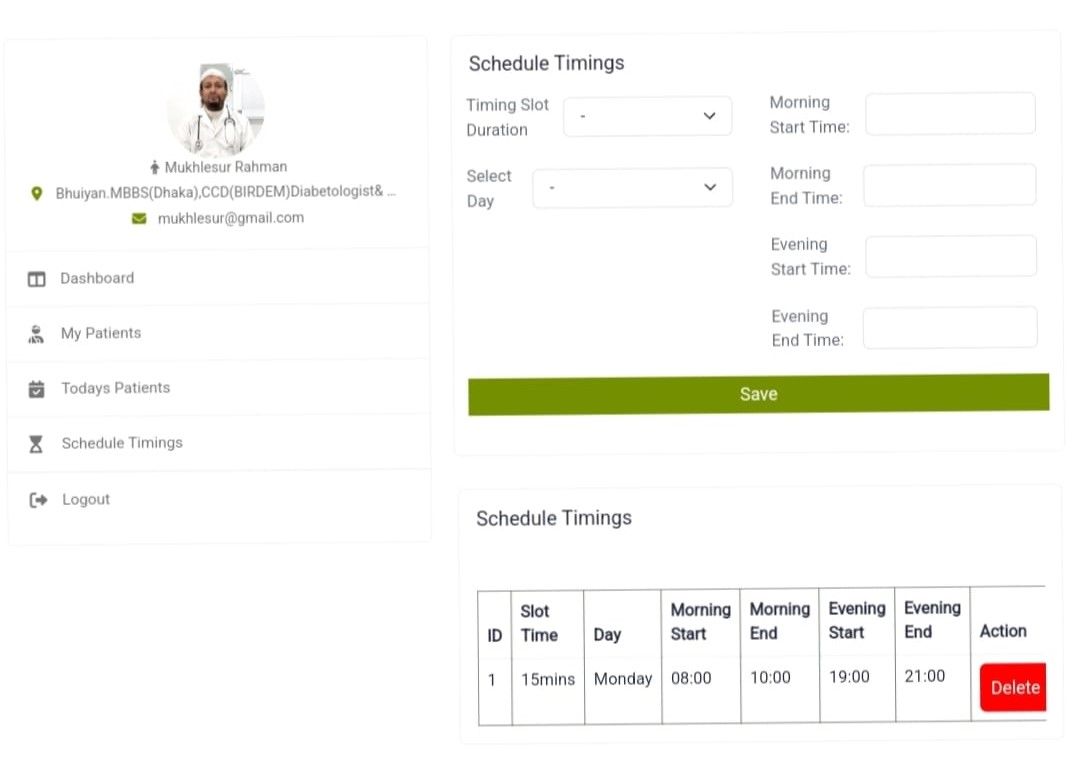 Mukhlesur Rahman
Bhuiyan.MBBS(Dhaka),CCD(BIRDEM)Diabetologist& ...
mukhlesur@gmail.com
Dashboard
My Patients
Todays Patients
Schedule Timings
Logout
Schedule Timings
Timing Slot
Duration
-
Select
Day
-
Morning
Start Time:
Morning
End Time:
Evening
Start Time:
Evening
End Time:
Save
Schedule Timings
ID Slot Time Day Morning Start Morning End Evening Start Evening End Action
1 15mins Monday 08:00 10:00 19:00 21:00 Delete